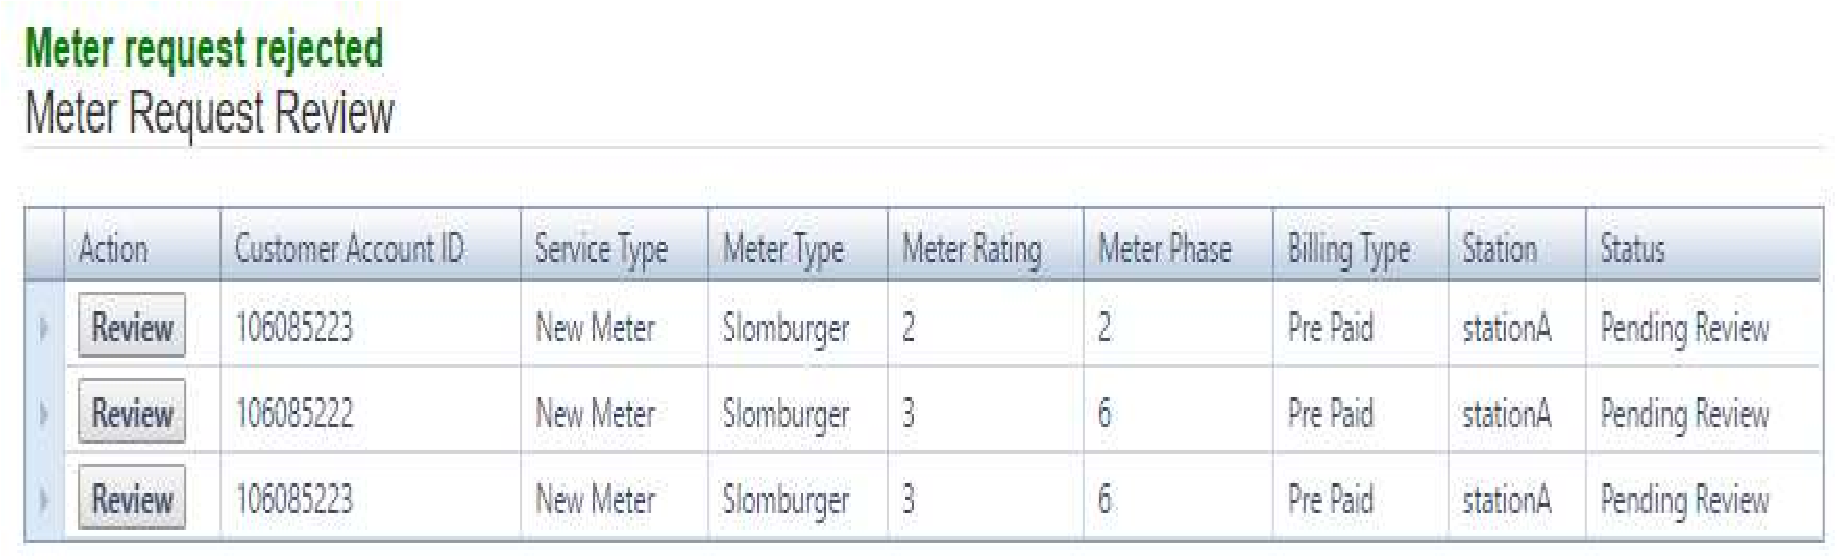 Meter request rejected
Meter Request Review
Action Customer Account ID Service Type Meter Type Meter Rating Meter Phase Billing Type Station Status
Review 106085223 New Meter Slomburger 2 2 Pre Paid stationA Pending Review
Review 106085222 New Meter Slomburger 3 6 Pre Paid stationA Pending Review
Review 106085223 New Meter Slomburger 3 6 Pre Paid stationA Pending Review